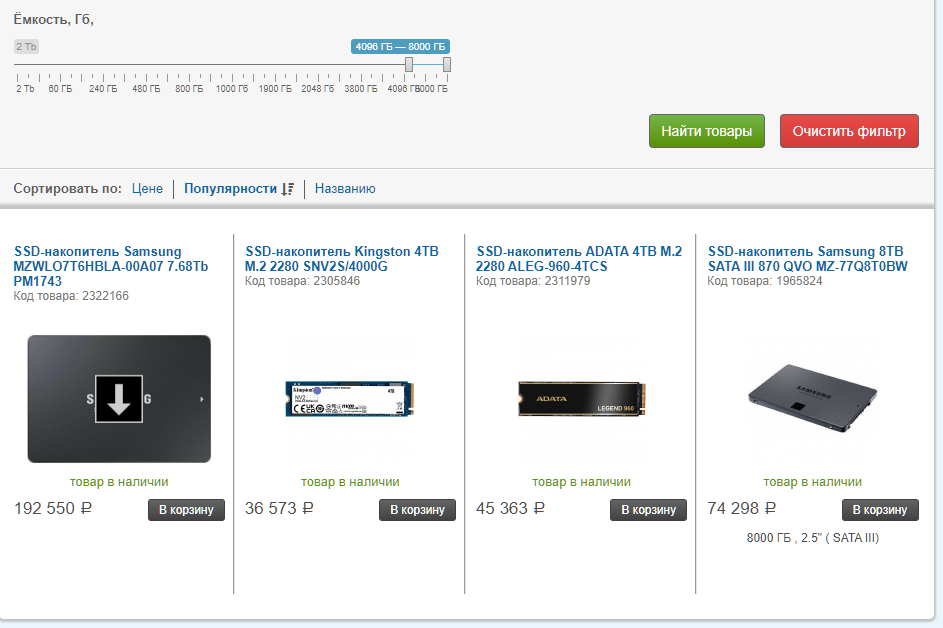 Ёмкость, Гб,
2 Tb
4096 ГБ — 8000 ГБ
2 Tb 60 ГБ 240 ГБ 480 ГБ 800 ГБ 1000 ГБ 1900 ГБ 2048 ГБ 3800 ГБ 4096 ГБ 8000 ГБ
Найти товары Очистить фильтр
Сортировать по: Цене Популярности Названию
SSD-накопитель Samsung
MZWLO7T6HBLA-00A07 7.68Tb
PM1743
Код товара: 2322166
товар в наличии
192 550 ₽ В корзину
SSD-накопитель Kingston 4TB
M.2 2280 SNV2S/4000G
Код товара: 2305846
Kingston
NV2
товар в наличии
36 573 ₽ В корзину
SSD-накопитель ADATA 4TB M.2
2280 ALEG-960-4TCS
Код товара: 2311979
ADATA
LEGEND 960
товар в наличии
45 363 ₽ В корзину
SSD-накопитель Samsung 8TB
SATA III 870 QVO MZ-77Q8T0BW
Код товара: 1965824
SAMSUNG
товар в наличии
74 298 ₽ В корзину
8000 ГБ , 2.5" ( SATA III)